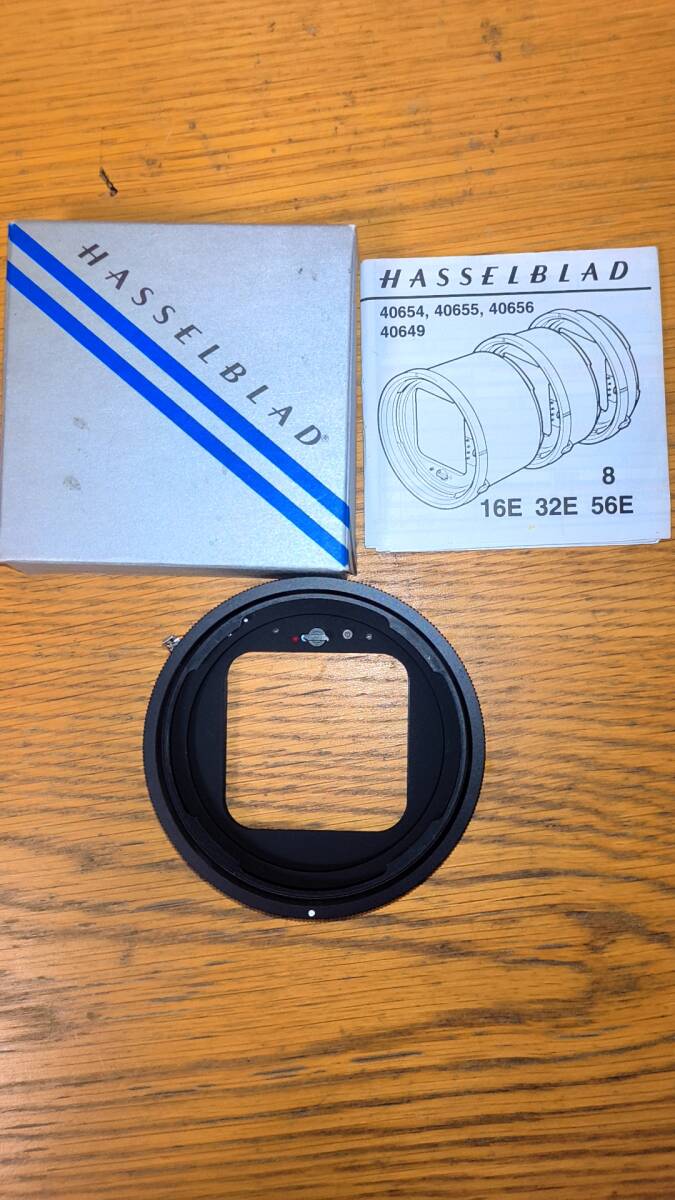 HASSELBLAD®
HASSELBLAD
40654, 40655, 40656
40649
8
16E 32E 56E